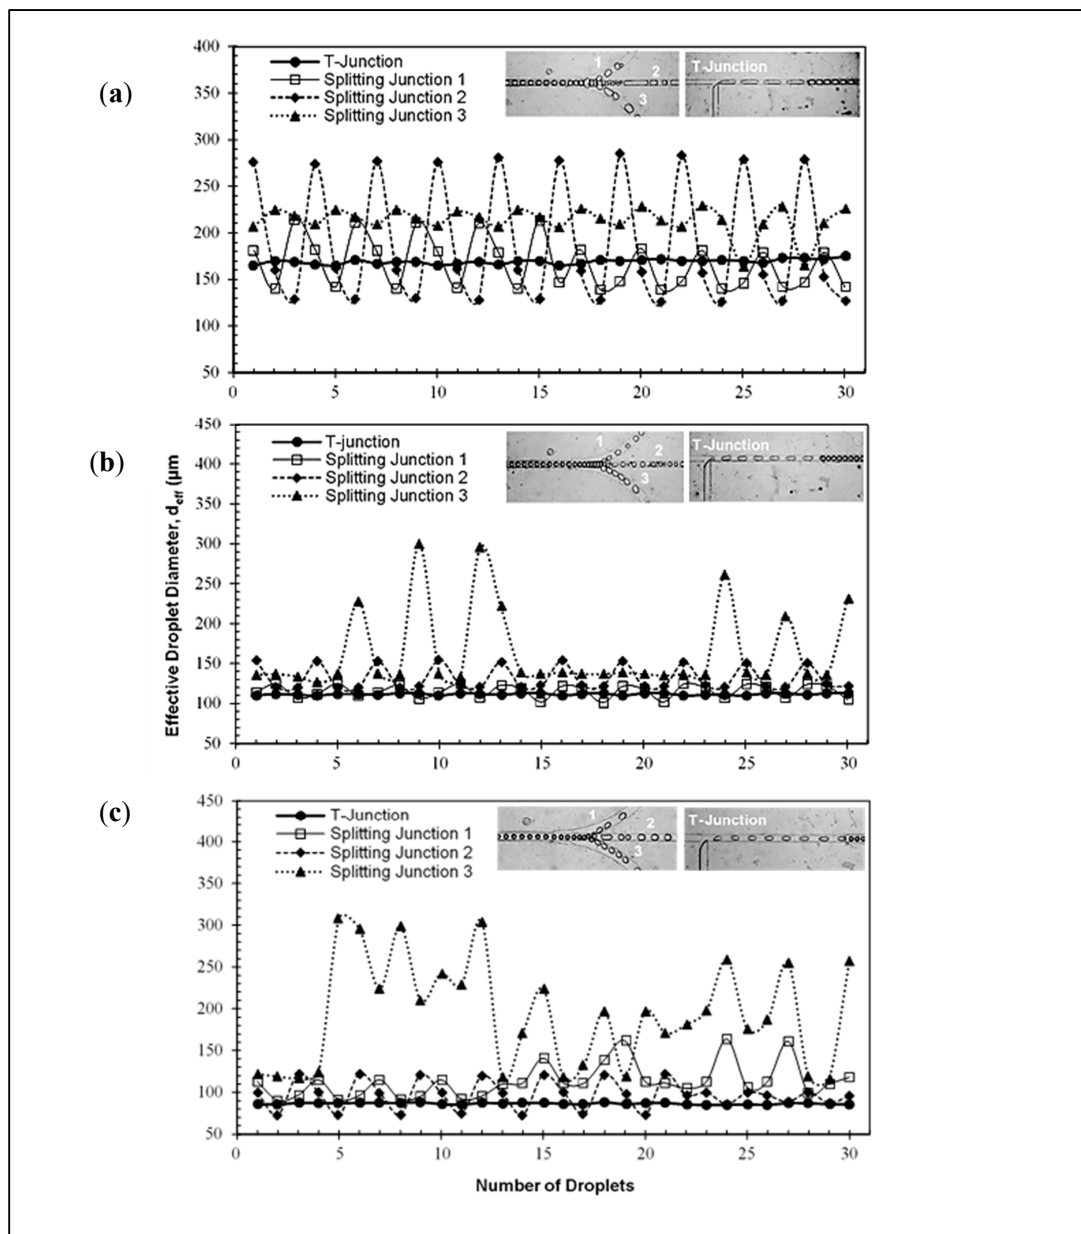 (a)
400
350
300
250
200
150
100
50
T-Junction
Splitting Junction 1
Splitting Junction 2
Splitting Junction 3
1
2
3
T-Junction
0 5 10 15 20 25 30
(b)
450
400
350
300
250
200
150
100
50
T-junction
Splitting Junction 1
Splitting Junction 2
Splitting Junction 3
1
2
3
T-Junction
0 5 10 15 20 25 30
Effective Droplet Diameter, deff (µm
(c)
450
400
350
300
250
200
150
100
50
T-Junction
Splitting Junction 1
Splitting Junction 2
Splitting Junction 3
1
2
3
T-Junction
0 5 10 15 20 25 30
Number of Droplets